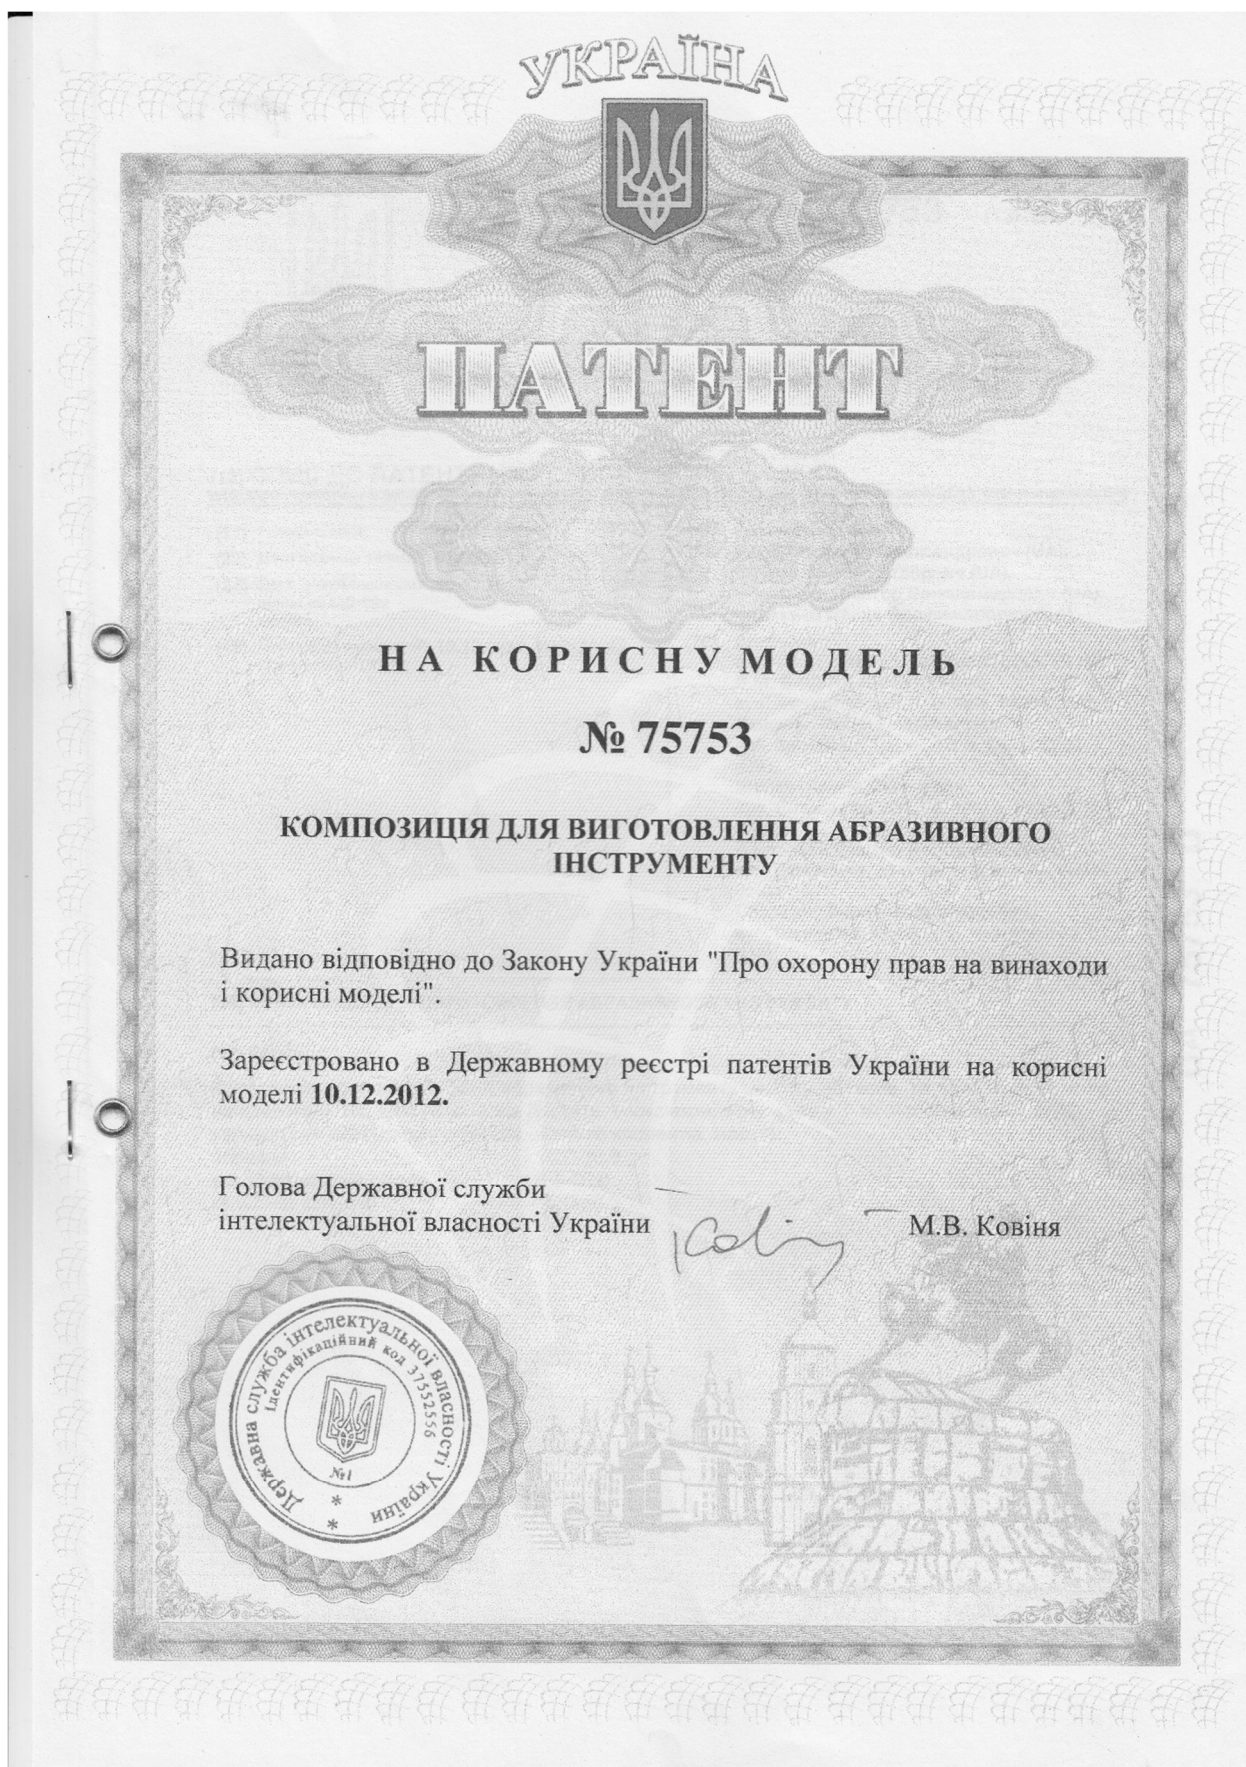 УКРАЇНА
ПАТЕНТ
НА КОРИСНУ МОДЕЛЬ
№ 75753
КОМПОЗИЦІЯ ДЛЯ ВИГОТОВЛЕННЯ АБРАЗИВНОГО
ІНСТРУМЕНТУ
Видано відповідно до Закону України "Про охорону прав на винаходи
і корисні моделі".
Зареєстровано в Державному реєстрі патентів України на корисні
моделі 10.12.2012.
Голова Державної служби
інтелектуальної власності України М.В. Ковіня
Державна служба інтелектуальної власності України
Ідентифікаційний код 37552556
№1